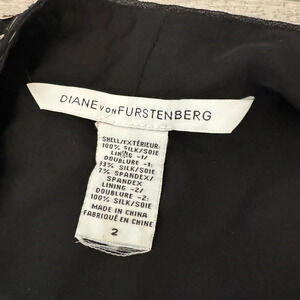 DIANE VON FURSTENBERG
SHELL/EXTÉRIEUR:
100% SILK/SOIE
LINING -1/
DOUBLURE -1:
93% SILK/SOIE
7% SPANDEX/
SPANDEX
LINING -2/
DOUBLURE -2:
100% SILK/SOIE
MADE IN CHINA
FABRIQUÉ EN CHINE
2